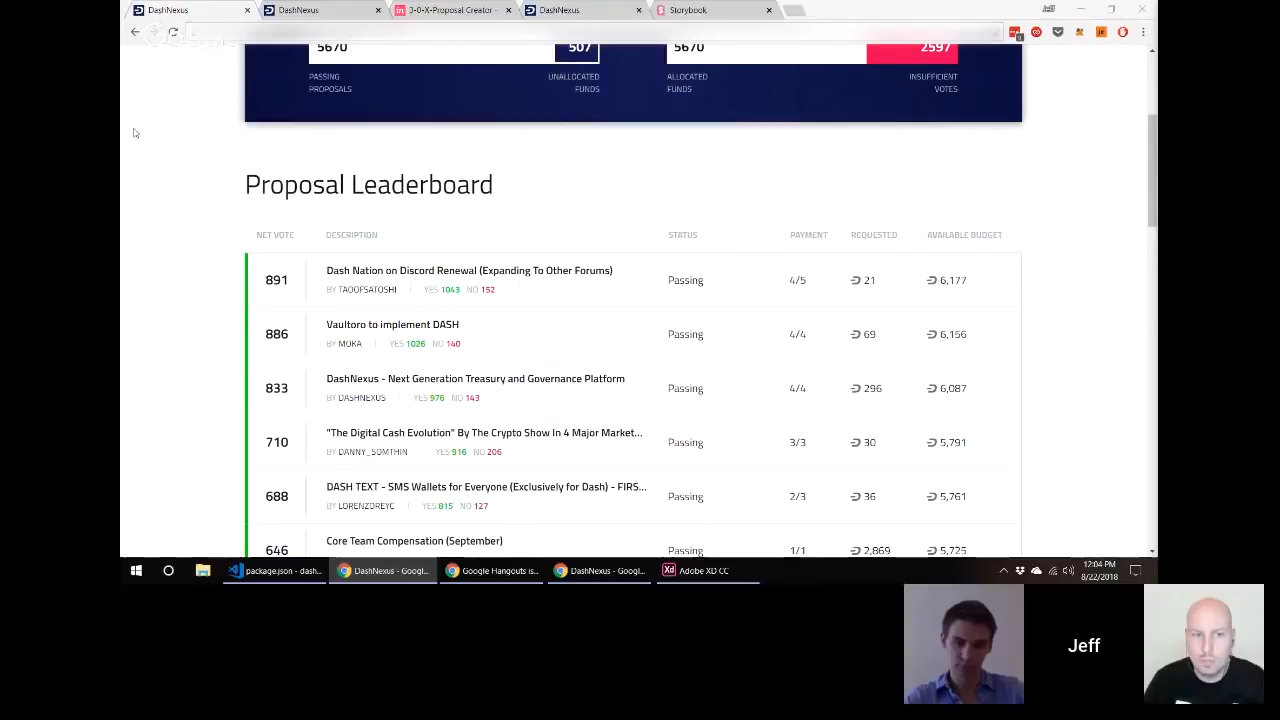 DashNexus
DashNexus
J-0-X-Proposal Creator -
DashNexus
Storybook
Jeff
5670 507 5670 2597
PASSING PROPOSALS
UNALLOCATED FUNDS
ALLOCATED FUNDS
INSUFFICIENT VOTES
Proposal Leaderboard
NET VOTE DESCRIPTION STATUS PAYMENT REQUESTED AVAILABLE BUDGET
891 Dash Nation on Discord Renewal (Expanding To Other Forums) Passing 4/5 21 6,177
BY TAOOFSATOSHI YES 1043 NO 152
886 Vaultoro to implement DASH Passing 4/4 69 6,156
BY MOKA YES 1026 NO 140
833 DashNexus - Next Generation Treasury and Governance Platform Passing 4/4 296 6,087
BY DASHNEXUS YES 976 NO 143
710 "The Digital Cash Evolution" By The Crypto Show In 4 Major Market... Passing 3/3 30 5,791
BY DANNY_SOMTHIN YES 916 NO 206
688 DASH TEXT - SMS Wallets for Everyone (Exclusively for Dash) - FIRS... Passing 2/3 36 5,761
BY LORENZOREYC YES 815 NO 127
646 Core Team Compensation (September) Passing 1/1 2,869 5,725
package.json - dash...
DashNexus - Googl...
Google Hangouts is...
DashNexus - Googl...
Xd Adobe XD CC
12:04 PM
8/22/2018
Jeff